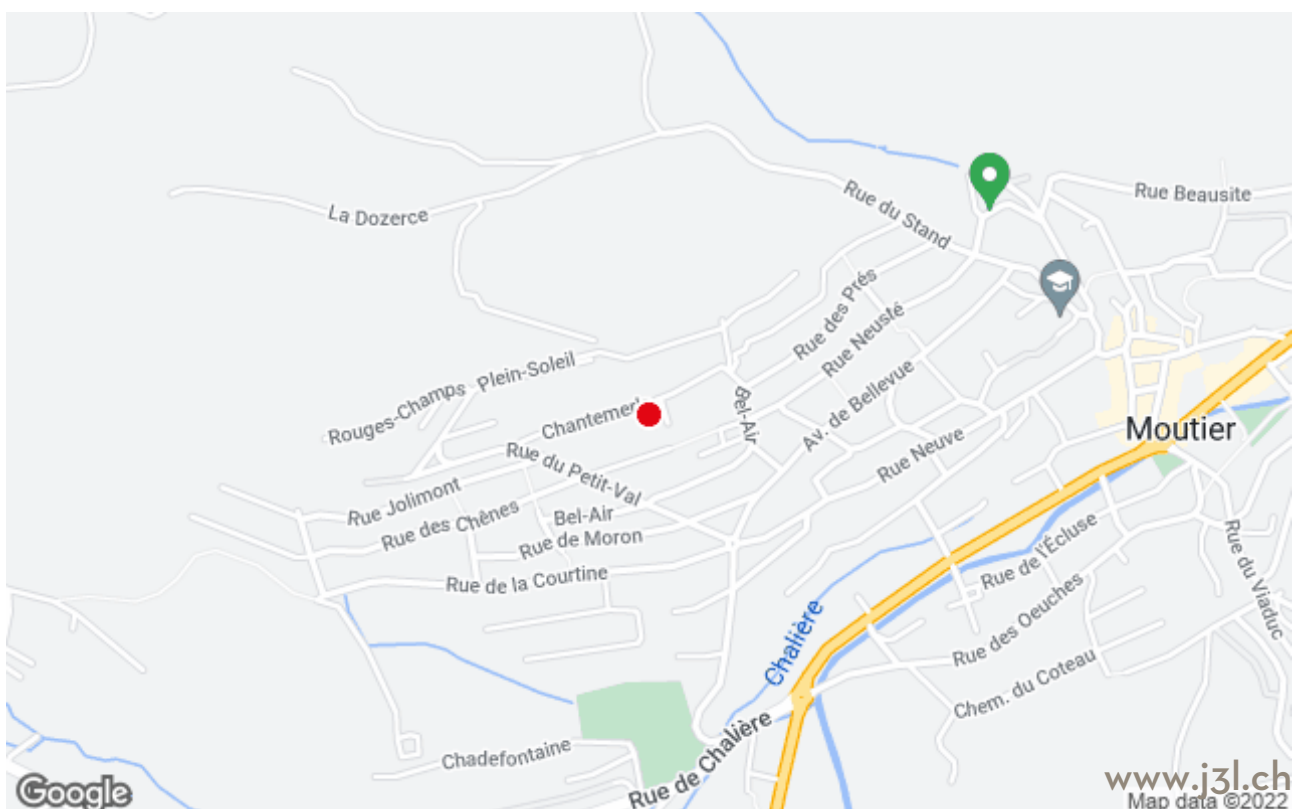 Rue Beausite
La Dozerce
Rue du Stand
Rue des Prés
Rue Neusté
Rouges-Champs
Plein-Soleil
Bel-Air
Av. de Bellevue
Moutier
Rue Neuve
Rue du Petit-Val
Rue Jolimont
Rue des Chênes
Bel-Air
Rue de Moron
Rue de l'Écluse
Rue du Viaduc
Rue de la Courtine
Chalière
Rue des Oeuches
Chem. du Coteau
Chadefontaine
Rue de Chalière
www.j3l.ch
Google
Map data ©2022